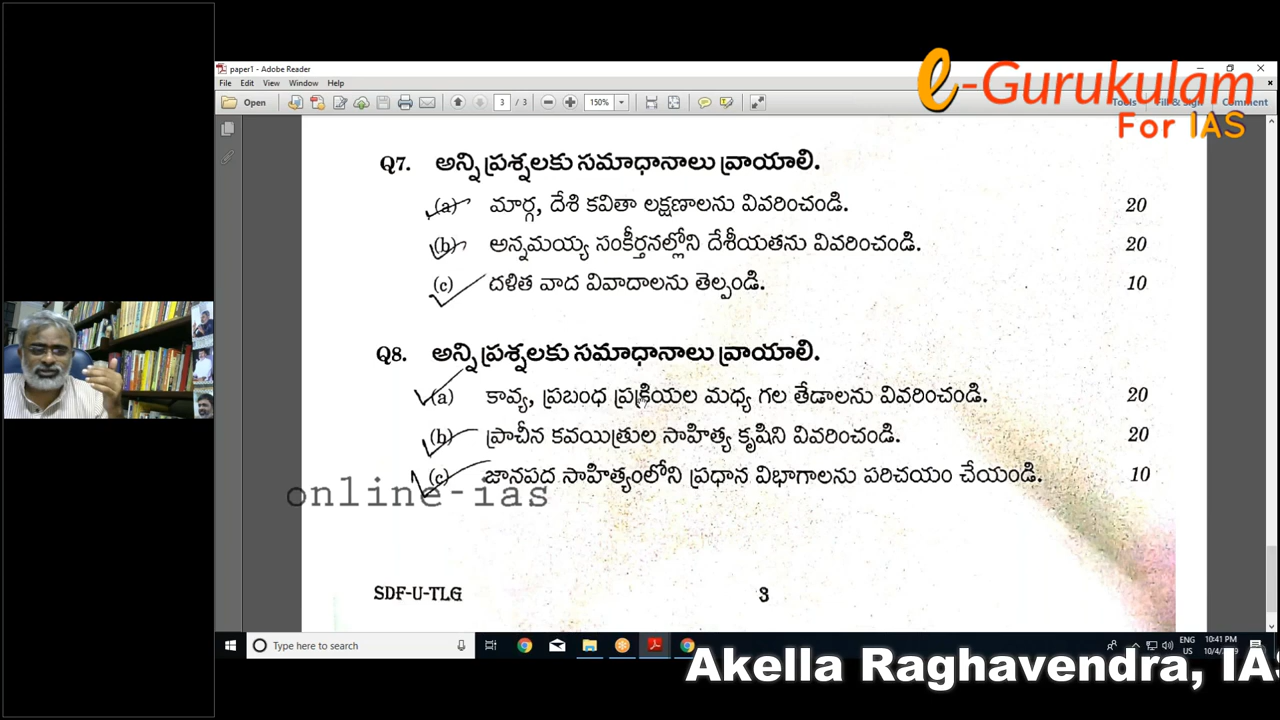 e-Gurukulam
For IAS
paper1 - Adobe Reader
File Edit View Window Help
Open 3 / 3 150% Tools Fill & Sign Comment
Q7. అన్ని ప్రశ్నలకు సమాధానాలు వ్రాయాలి.
(a) మార్గ, దేశి కవితా లక్షణాలను వివరించండి. 20
(b) అన్నమయ్య సంకీర్తనల్లోని దేశీయతను వివరించండి. 20
(c) దళిత వాద వివాదాలను తెల్పండి. 10
Q8. అన్ని ప్రశ్నలకు సమాధానాలు వ్రాయాలి.
(a) కావ్య, ప్రబంధ ప్రక్రియల మధ్య గల తేడాలను వివరించండి. 20
(b) ప్రాచీన కవయిత్రుల సాహిత్య కృషిని వివరించండి. 20
(c) జానపద సాహిత్యంలోని ప్రధాన విభాగాలను పరిచయం చేయండి. 10
online-ias
SDF-U-TLG 3
Type here to search
ENG 10:41 PM
US
Akella Raghavendra, IAS